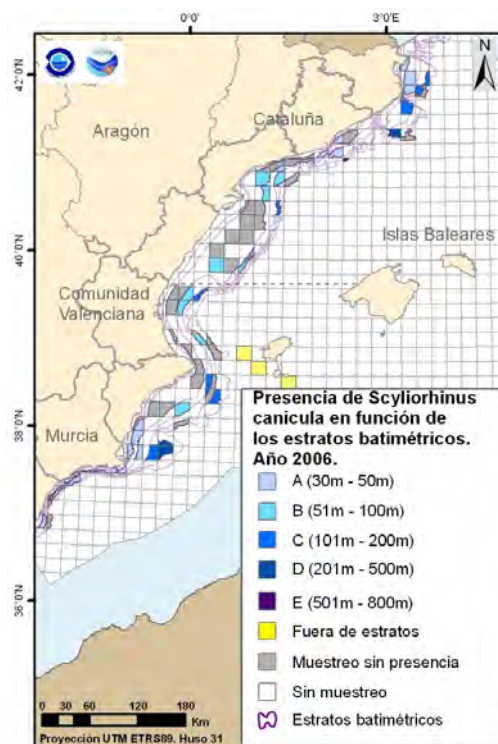 0°0'
3°0'E
N
42°0'N
Cataluña
Aragón
Islas Baleares
40°0'N
Comunidad
Valenciana
38°0'N
Murcia
36°0'N
Presencia de Scyliorhinus
canicula en función de
los estratos batimétricos.
Año 2006.
A (30m - 50m)
B (51m - 100m)
C (101m - 200m)
D (201m - 500m)
E (501m - 800m)
Fuera de estratos
Muestreo sin presencia
Sin muestreo
Estratos batimétricos
0 30 60 120 180
Km
Proyección UTM ETRS89. Huso 31